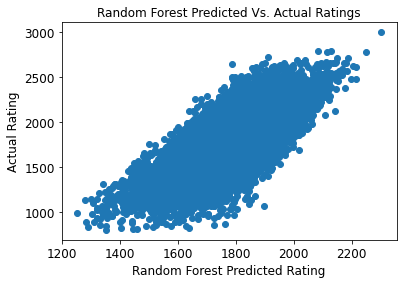 Random Forest Predicted Vs. Actual Ratings
3000
2500
2000
1500
1000
Actual Rating
1200 1400 1600 1800 2000 2200
Random Forest Predicted Rating